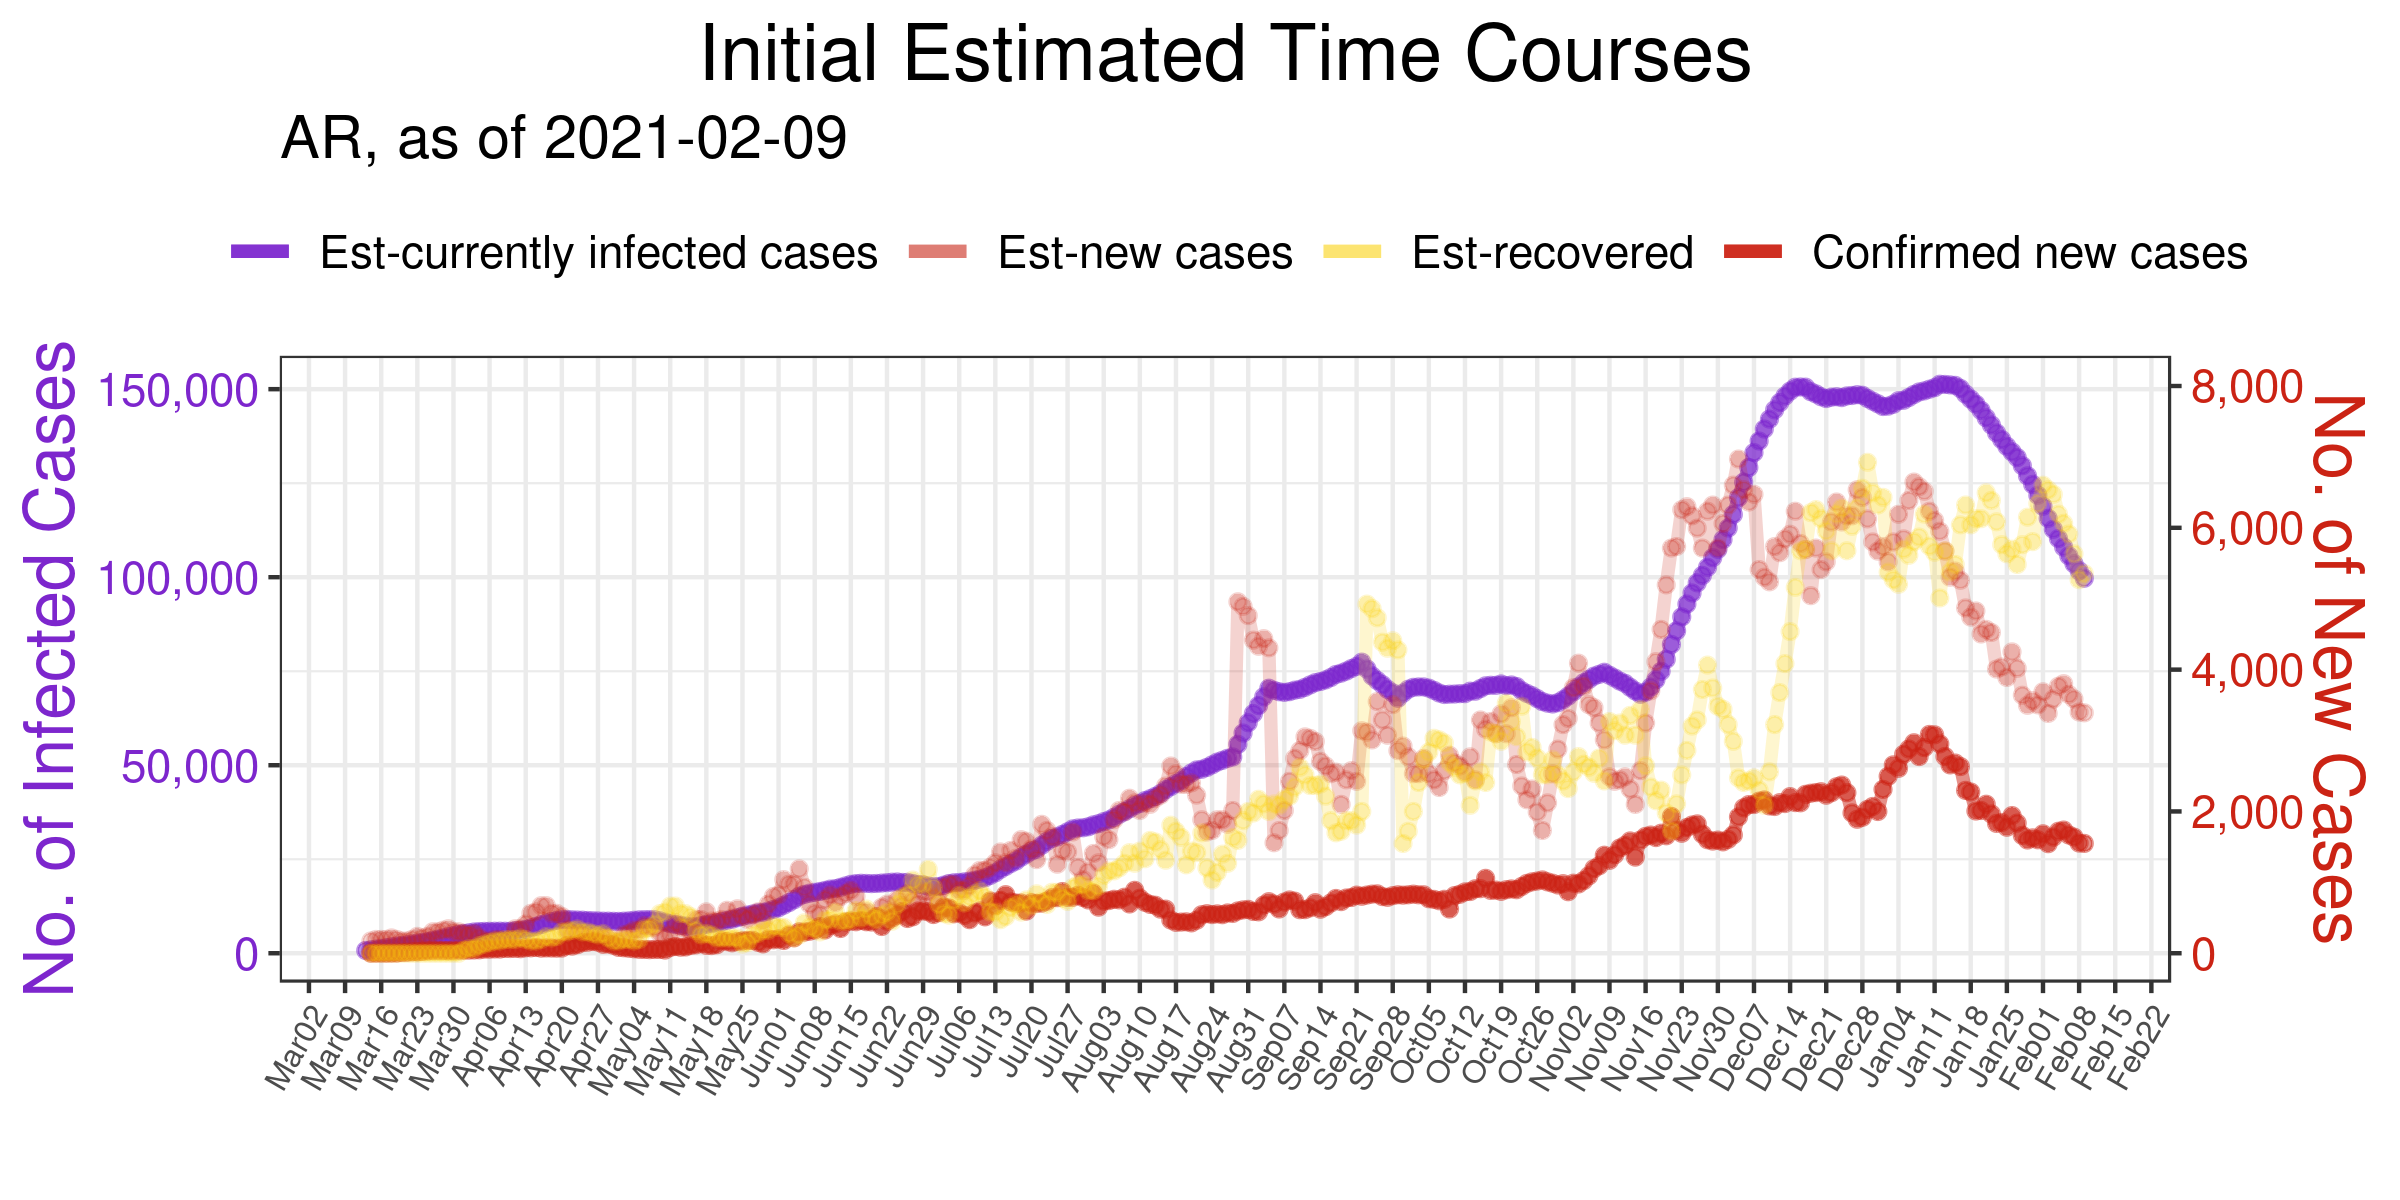 Initial Estimated Time Courses
AR, as of 2021-02-09
Est-currently infected cases
Est-new cases
Est-recovered
Confirmed new cases
No. of Infected Cases
150,000
100,000
50,000
0
8,000
6,000
4,000
2,000
0
No. of New Cases
Mar02
Mar09
Mar16
Mar23
Mar30
Apr06
Apr13
Apr20
Apr27
May04
May11
May18
May25
Jun01
Jun08
Jun15
Jun22
Jun29
Jul06
Jul13
Jul20
Jul27
Aug03
Aug10
Aug17
Aug24
Aug31
Sep07
Sep14
Sep21
Sep28
Oct05
Oct12
Oct19
Oct26
Nov02
Nov09
Nov16
Nov23
Nov30
Dec07
Dec14
Dec21
Dec28
Jan04
Jan11
Jan18
Jan25
Feb01
Feb08
Feb15
Feb22